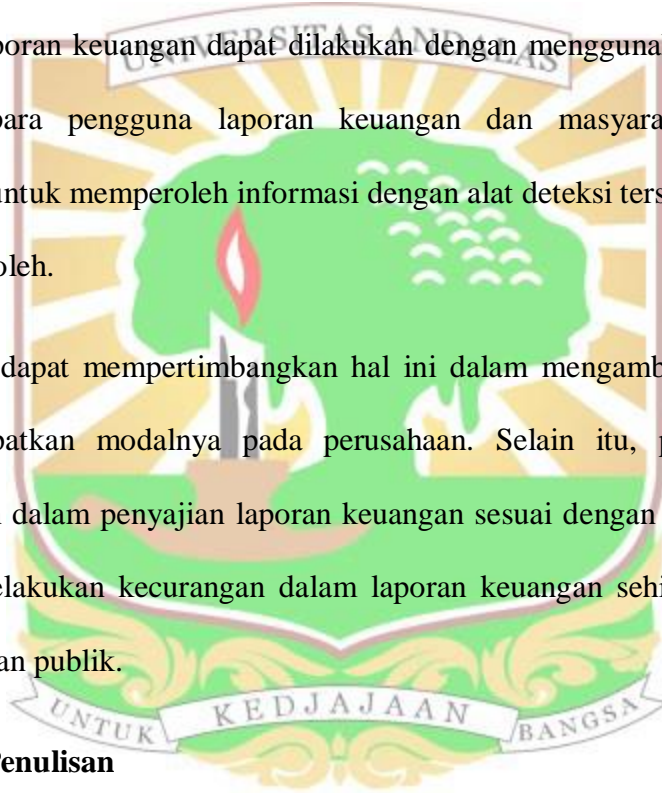 UNIVERSITAS ANDALAS
poran keuangan dapat dilakukan dengan menggunal
para pengguna laporan keuangan dan masyara
untuk memperoleh informasi dengan alat deteksi ters
oleh.
dapat mempertimbangkan hal ini dalam mengamb
patkan modalnya pada perusahaan. Selain itu, p
dalam penyajian laporan keuangan sesuai dengan
elakukan kecurangan dalam laporan keuangan sehi
an publik.
UNTUK KEDJAJAAN BANGSA
Penulisan